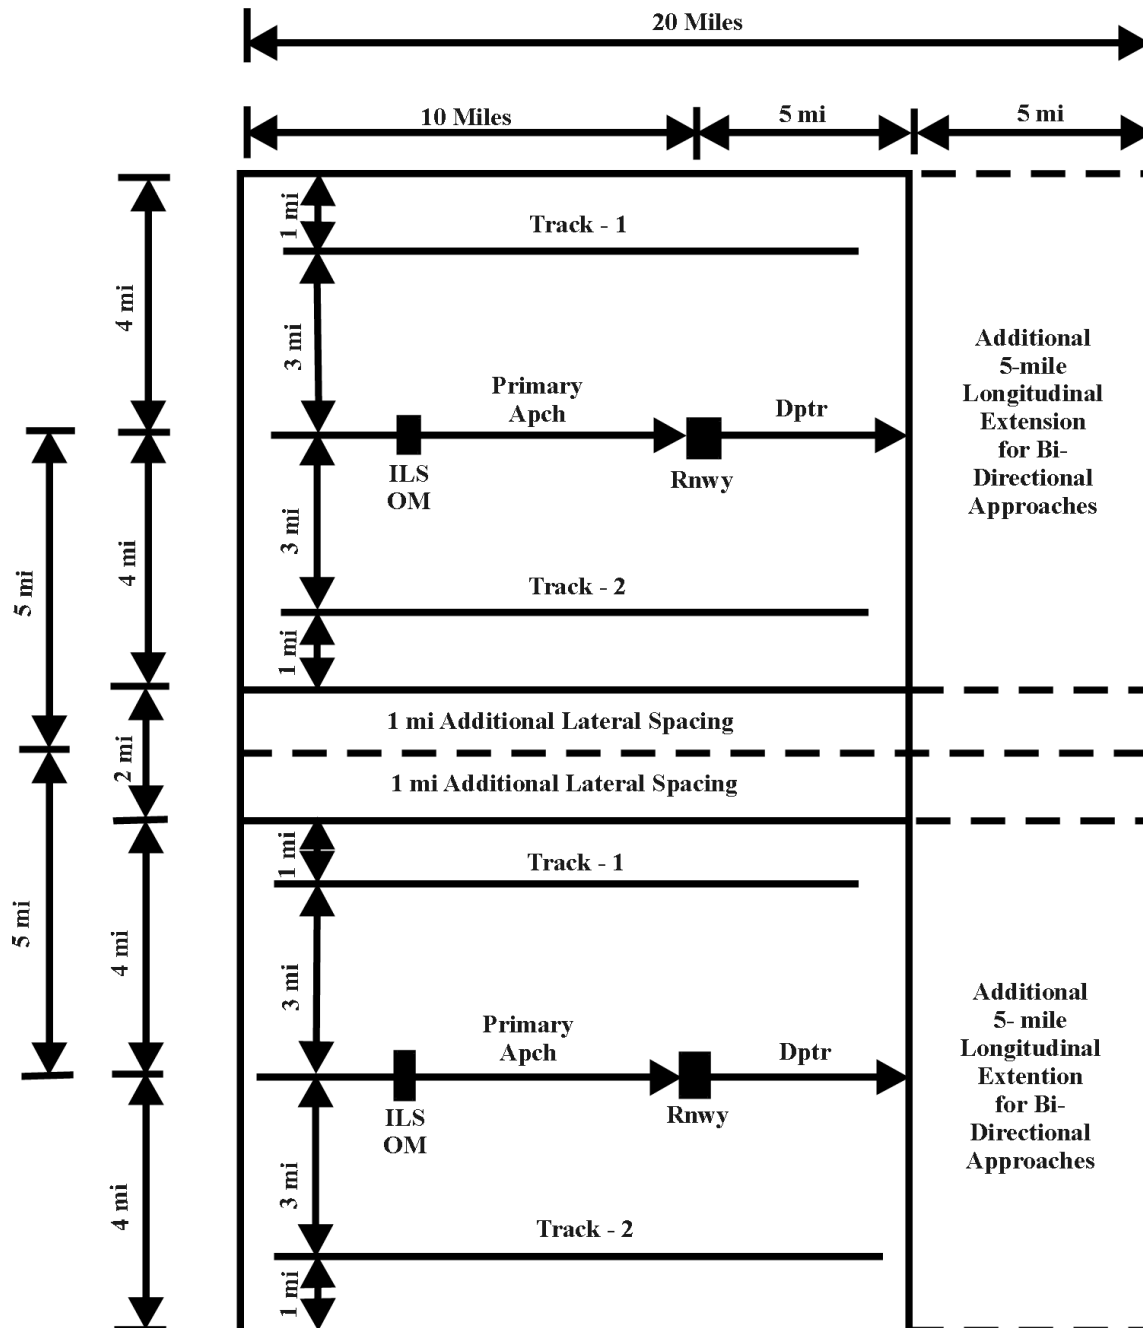 20 Miles
10 Miles
5 mi
5 mi
1 mi
Track - 1
4 mi
3 mi
Primary
Apch
Dptr
ILS
OM
Rnwy
Additional
5-mile
Longitudinal
Extension
for Bi-
Directional
Approaches
5 mi
4 mi
3 mi
Track - 2
1 mi
1 mi Additional Lateral Spacing
2 mi
1 mi Additional Lateral Spacing
1 mi
Track - 1
5 mi
4 mi
3 mi
Primary
Apch
Dptr
ILS
OM
Rnwy
Additional
5- mile
Longitudinal
Extention
for Bi-
Directional
Approaches
4 mi
3 mi
Track - 2
1 mi